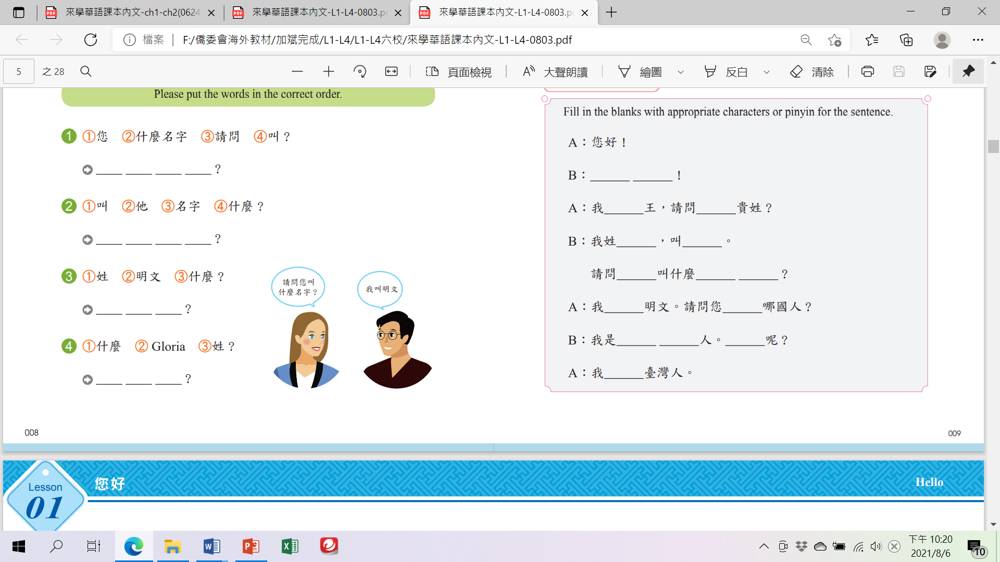 來學華語課本內文-ch1-ch2(0624
來學華語課本內文-L1-L4-0803.pd
來學華語課本內文-L1-L4-0803.pd
檔案 F:/僑委會海外教材/加斌完成/L1-L4/L1-L4六校/來學華語課本內文-L1-L4-0803.pdf
5 之 28 頁面檢視 大聲朗讀 繪圖 反白 清除
Please put the words in the correct order.
1 ①您 ②什麼名字 ③請問 ④叫？
____ ____ ____ ____？
2 ①叫 ②他 ③名字 ④什麼？
____ ____ ____ ____？
3 ①姓 ②明文 ③什麼？
____ ____ ____？
4 ①什麼 ② Gloria ③姓？
____ ____ ____？
請問您叫
什麼名字？
我叫明文
008
Fill in the blanks with appropriate characters or pinyin for the sentence.
A：您好！
B：______ ______！
A：我______王，請問______貴姓？
B：我姓______，叫______。
請問______叫什麼______ ______？
A：我______明文。請問您______哪國人？
B：我是______ ______人。______呢？
A：我______臺灣人。
009
Lesson
01
您好
Hello
下午 10:20
2021/8/6
10